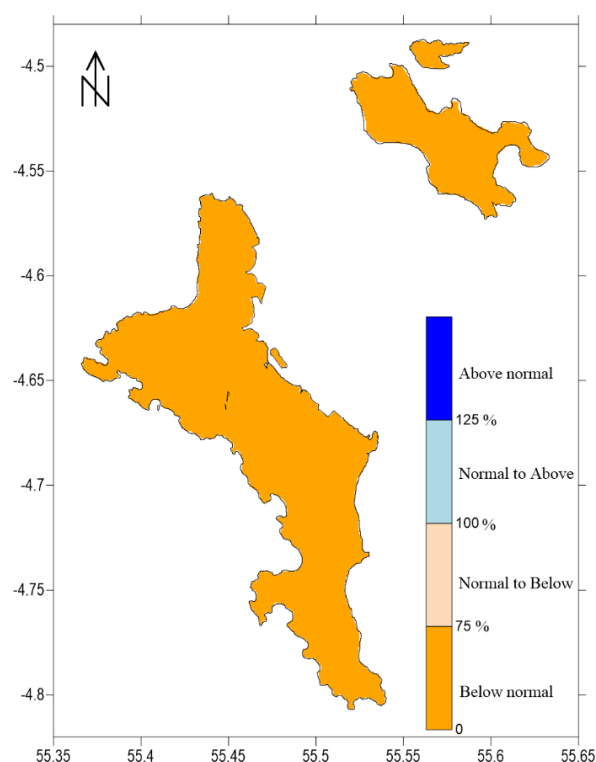 N
-4.5
-4.55
-4.6
-4.65
-4.7
-4.75
-4.8
Above normal
125 %
Normal to Above
100 %
Normal to Below
75 %
Below normal
0
55.35 55.4 55.45 55.5 55.55 55.6 55.65